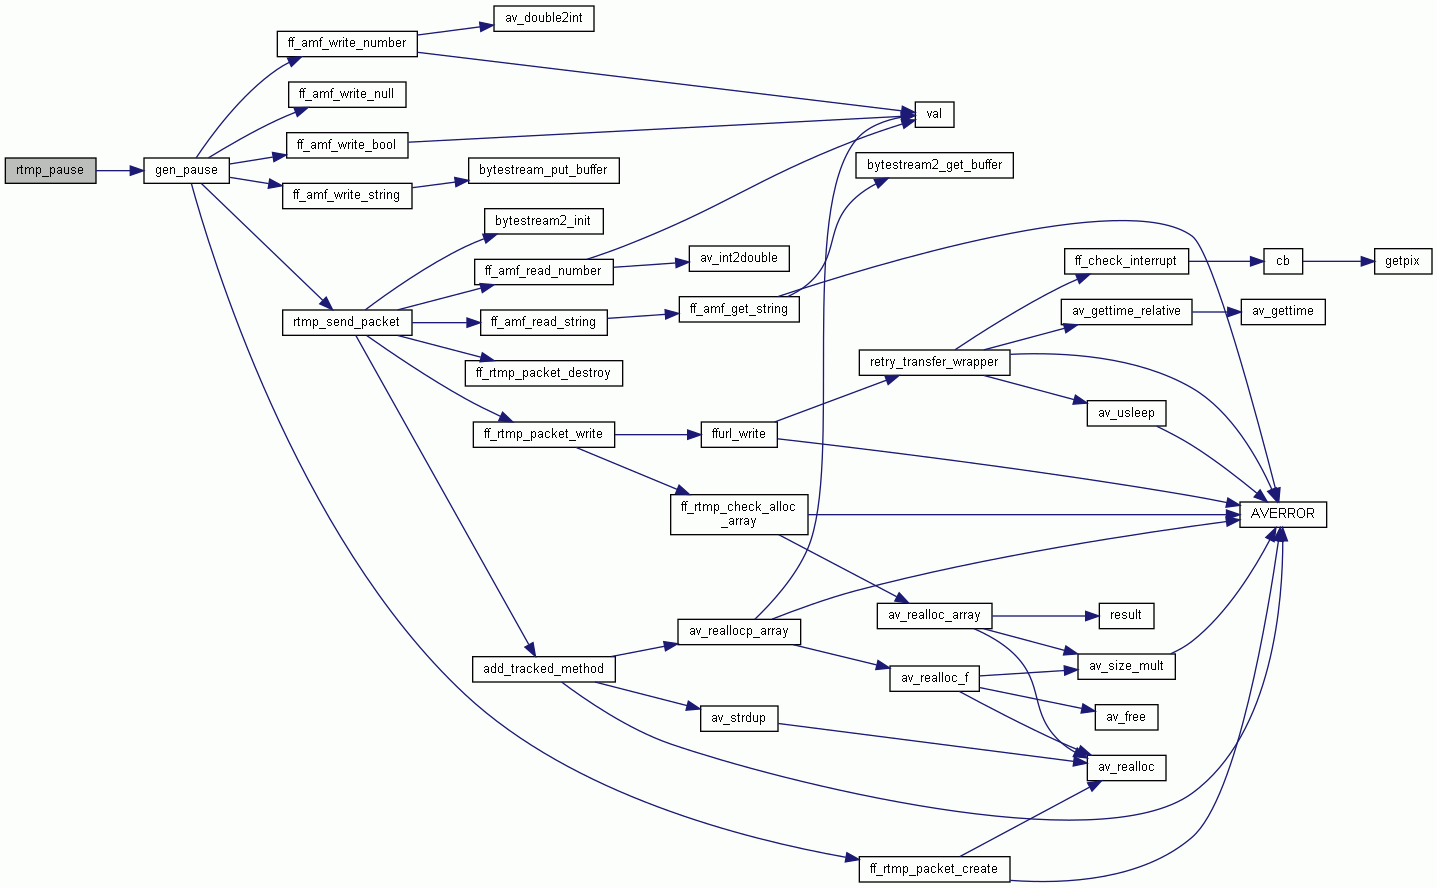 av_double2int
ff_amf_write_number
ff_amf_write_null
val
ff_amf_write_bool
rtmp_pause
gen_pause
bytestream_put_buffer
bytestream2_get_buffer
ff_amf_write_string
bytestream2_init
ff_amf_read_number
av_int2double
ff_check_interrupt
cb
getpix
ff_amf_get_string
av_gettime_relative
av_gettime
rtmp_send_packet
ff_amf_read_string
retry_transfer_wrapper
ff_rtmp_packet_destroy
av_usleep
ff_rtmp_packet_write
ffurl_write
ff_rtmp_check_alloc
_array
AVERROR
av_realloc_array
result
av_reallocp_array
add_tracked_method
av_size_mult
av_realloc_f
av_strdup
av_free
av_realloc
ff_rtmp_packet_create